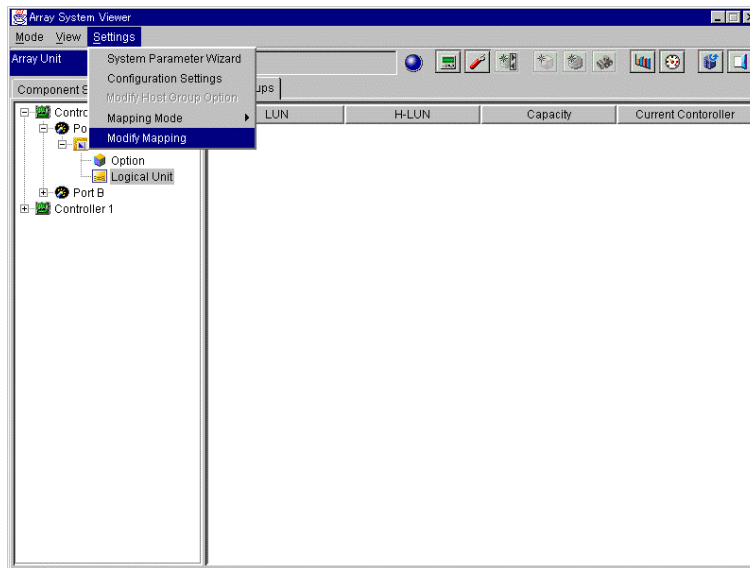 Array System Viewer
Mode View Settings
Array Unit
System Parameter Wizard
Configuration Settings
Modify Host Group Option
Mapping Mode
Modify Mapping
Component S
ups
LUN H-LUN Capacity Current Contoroller
Contro
Po
Option
Logical Unit
Port B
Controller 1